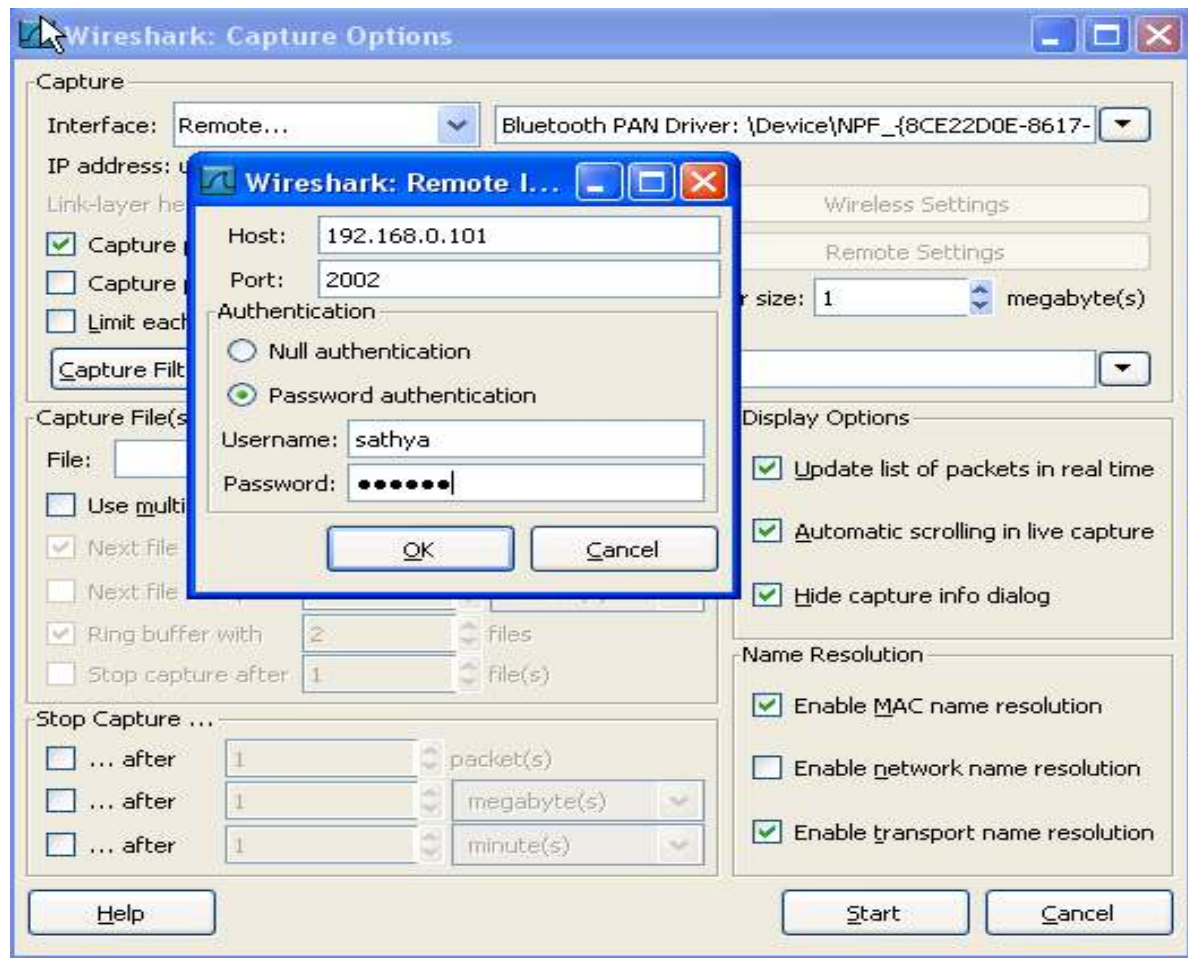 Wireshark: Capture Options
Capture
Interface: Remote... Bluetooth PAN Driver: \Device\NPF_{8CE22D0E-8617-
IP address:
Wireshark: Remote I...
Link-layer
Wireless Settings
Host: 192.168.0.101
Capture
Remote Settings
Port: 2002
Capture
size: 1 megabyte(s)
Authentication
Limit each
Null authentication
Capture
Password authentication
Capture File(s
Display Options
Username: sathya
File:
Update list of packets in real time
Password: ●●●●●●
Use
Automatic scrolling in live capture
Next file
OK Cancel
Next file
Hide capture info dialog
Ring buffer with 2 files
Name Resolution
Stop capture after 1 file(s)
Enable MAC name resolution
Stop Capture ...
... after 1 packet(s)
Enable network name resolution
... after 1 megabyte(s)
Enable transport name resolution
... after 1 minute(s)
Help Start Cancel